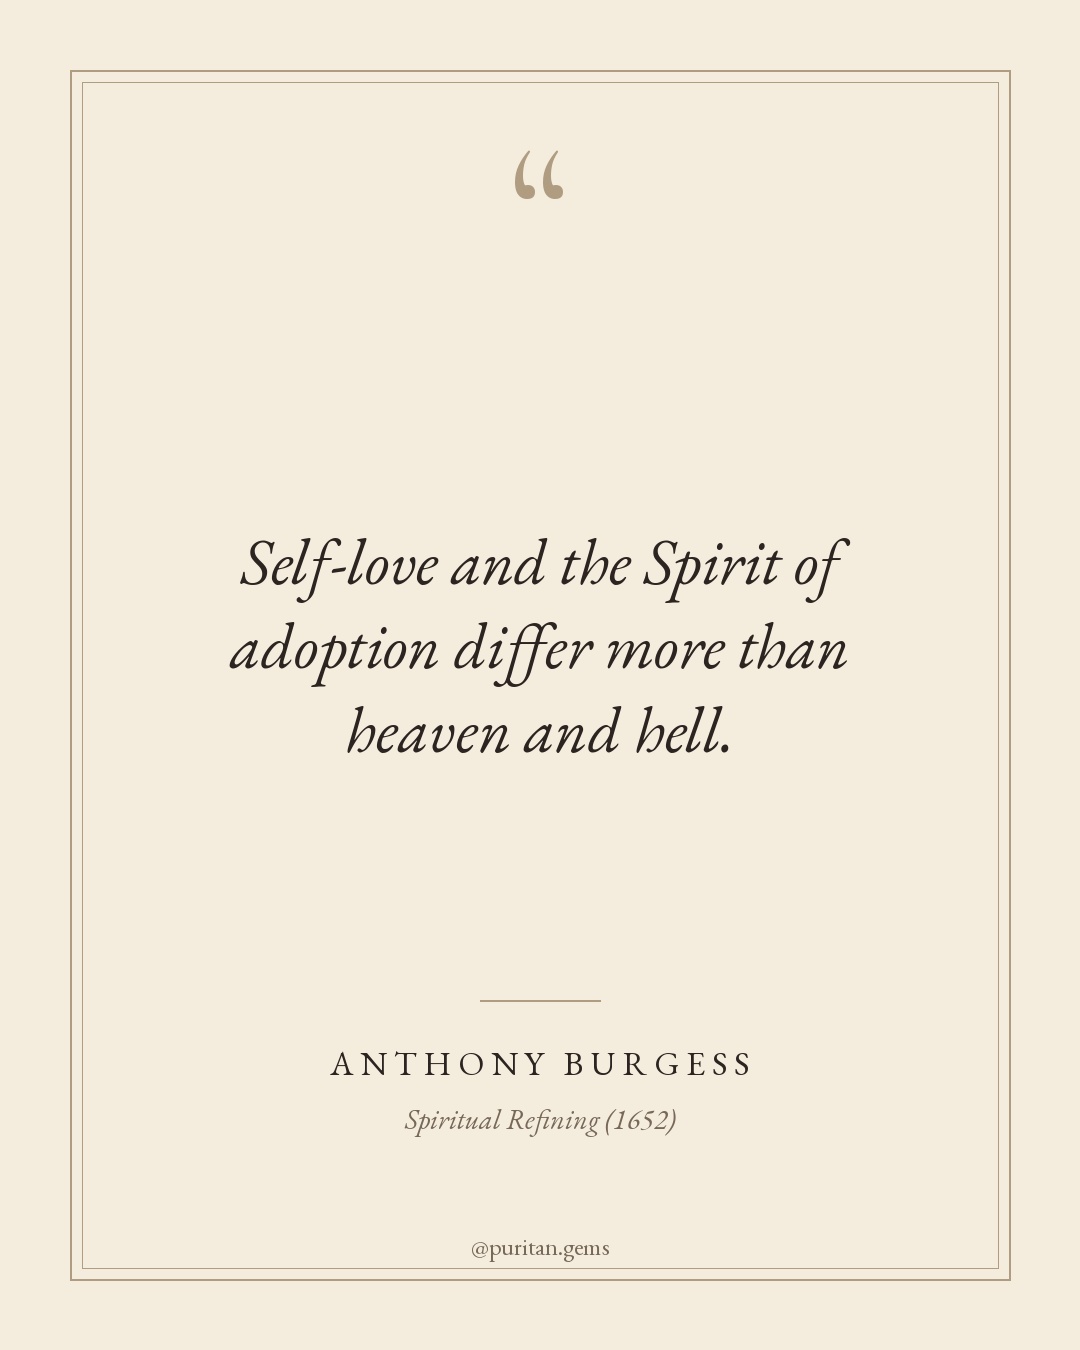 “
Self-love and the Spirit of
adoption differ more than
heaven and hell.
ANTHONY BURGESS
Spiritual Refining (1652)
@puritan.gems